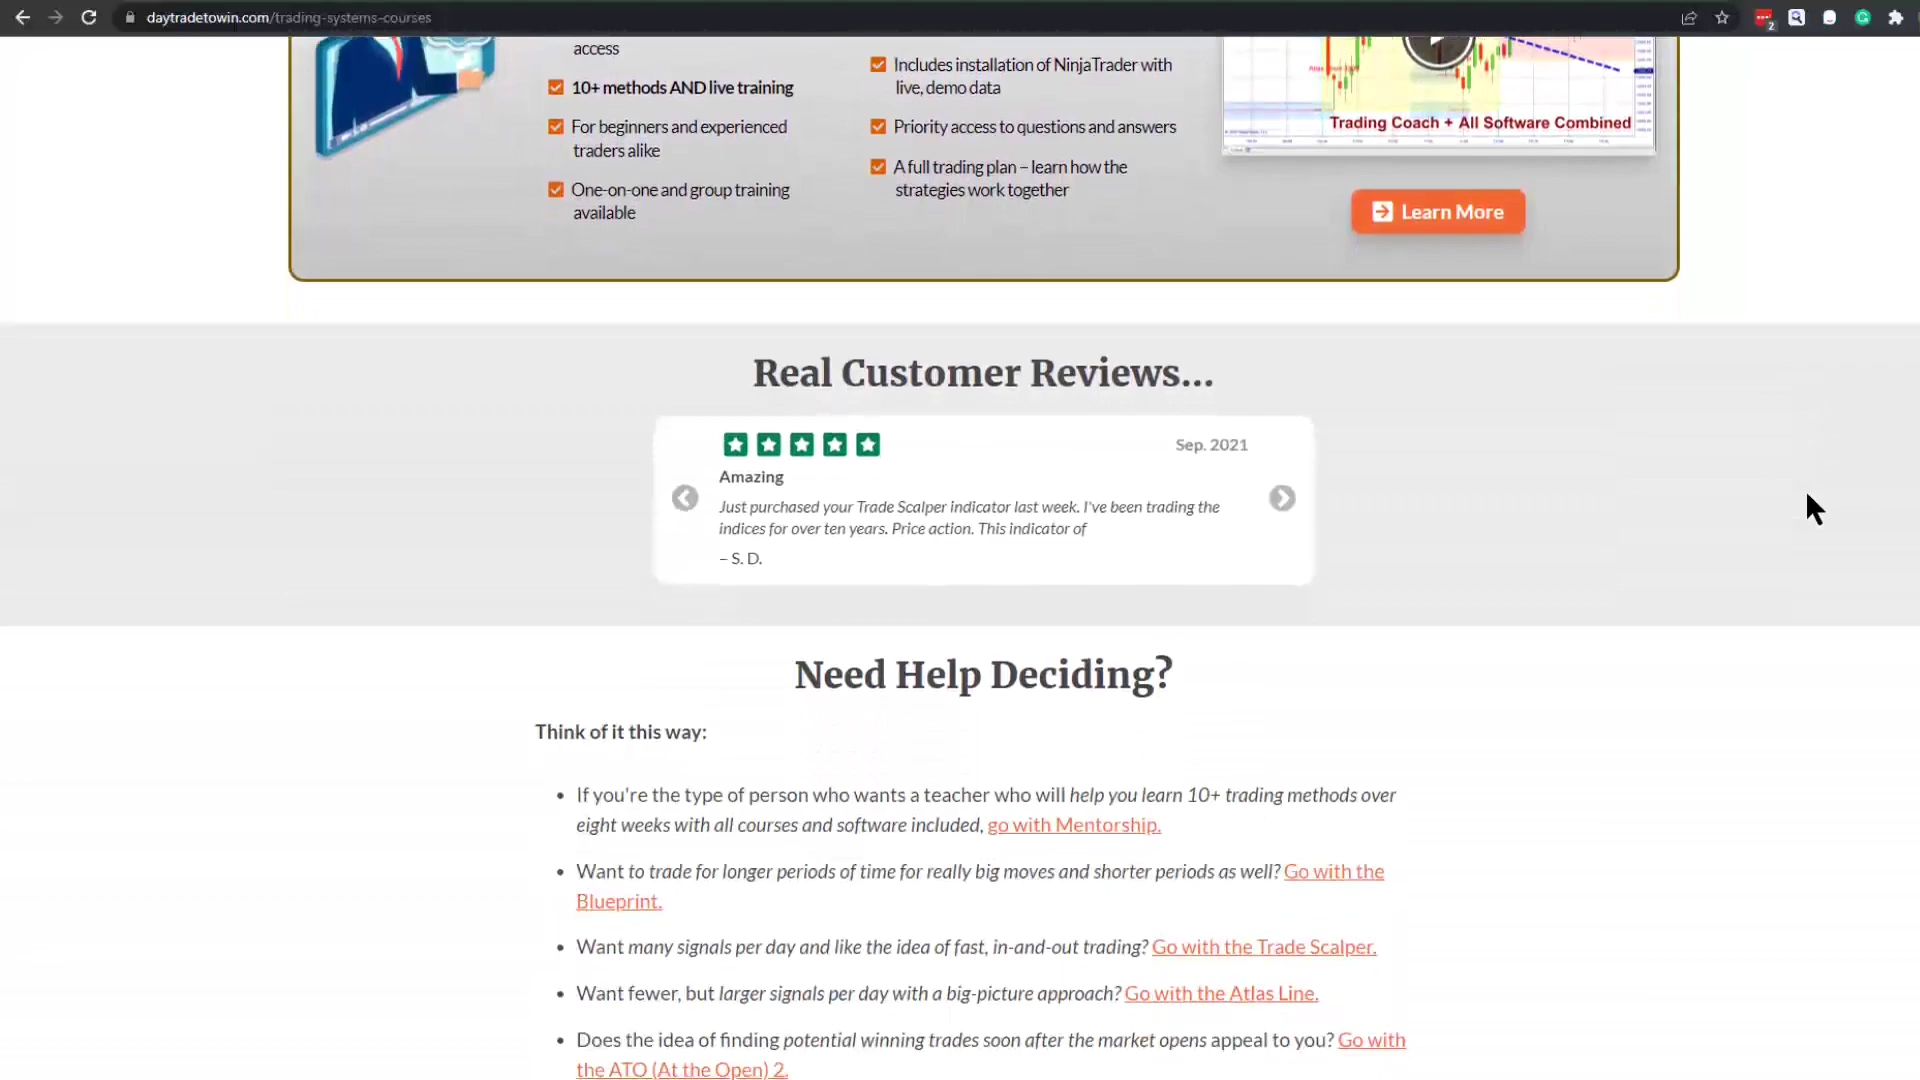 daytradetowin.com/trading-systems-courses
2
access
10+ methods AND live training
For beginners and experienced
traders alike
One-on-one and group training
available
Includes installation of NinjaTrader with
live, demo data
Priority access to questions and answers
A full trading plan – learn how the
strategies work together
Trading Coach + All Software Combined
Learn More
Real Customer Reviews...
Sep. 2021
Amazing
Just purchased your Trade Scalper indicator last week. I've been trading the
indices for over ten years. Price action. This indicator of
– S. D.
Need Help Deciding?
Think of it this way:
• If you're the type of person who wants a teacher who will help you learn 10+ trading methods over
eight weeks with all courses and software included, go with Mentorship.
• Want to trade for longer periods of time for really big moves and shorter periods as well? Go with the
Blueprint.
• Want many signals per day and like the idea of fast, in-and-out trading? Go with the Trade Scalper.
• Want fewer, but larger signals per day with a big-picture approach? Go with the Atlas Line.
• Does the idea of finding potential winning trades soon after the market opens appeal to you? Go with
the ATO (At the Open) 2.